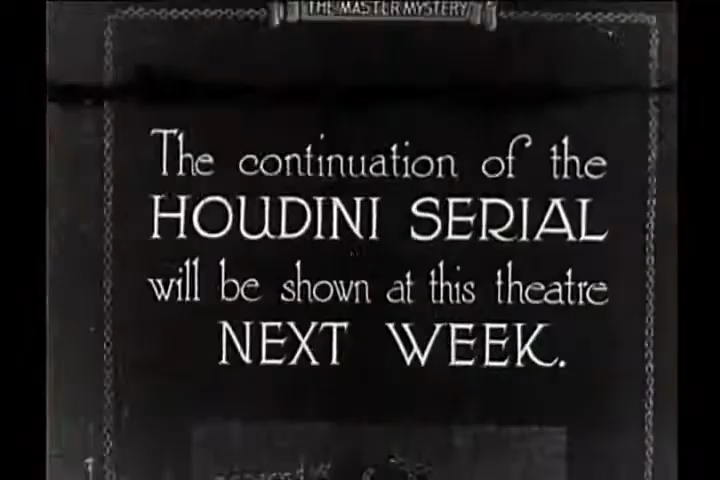 THE MASTER MYSTERY
The continuation of the
HOUDINI SERIAL
will be shown at this theatre
NEXT WEEK.